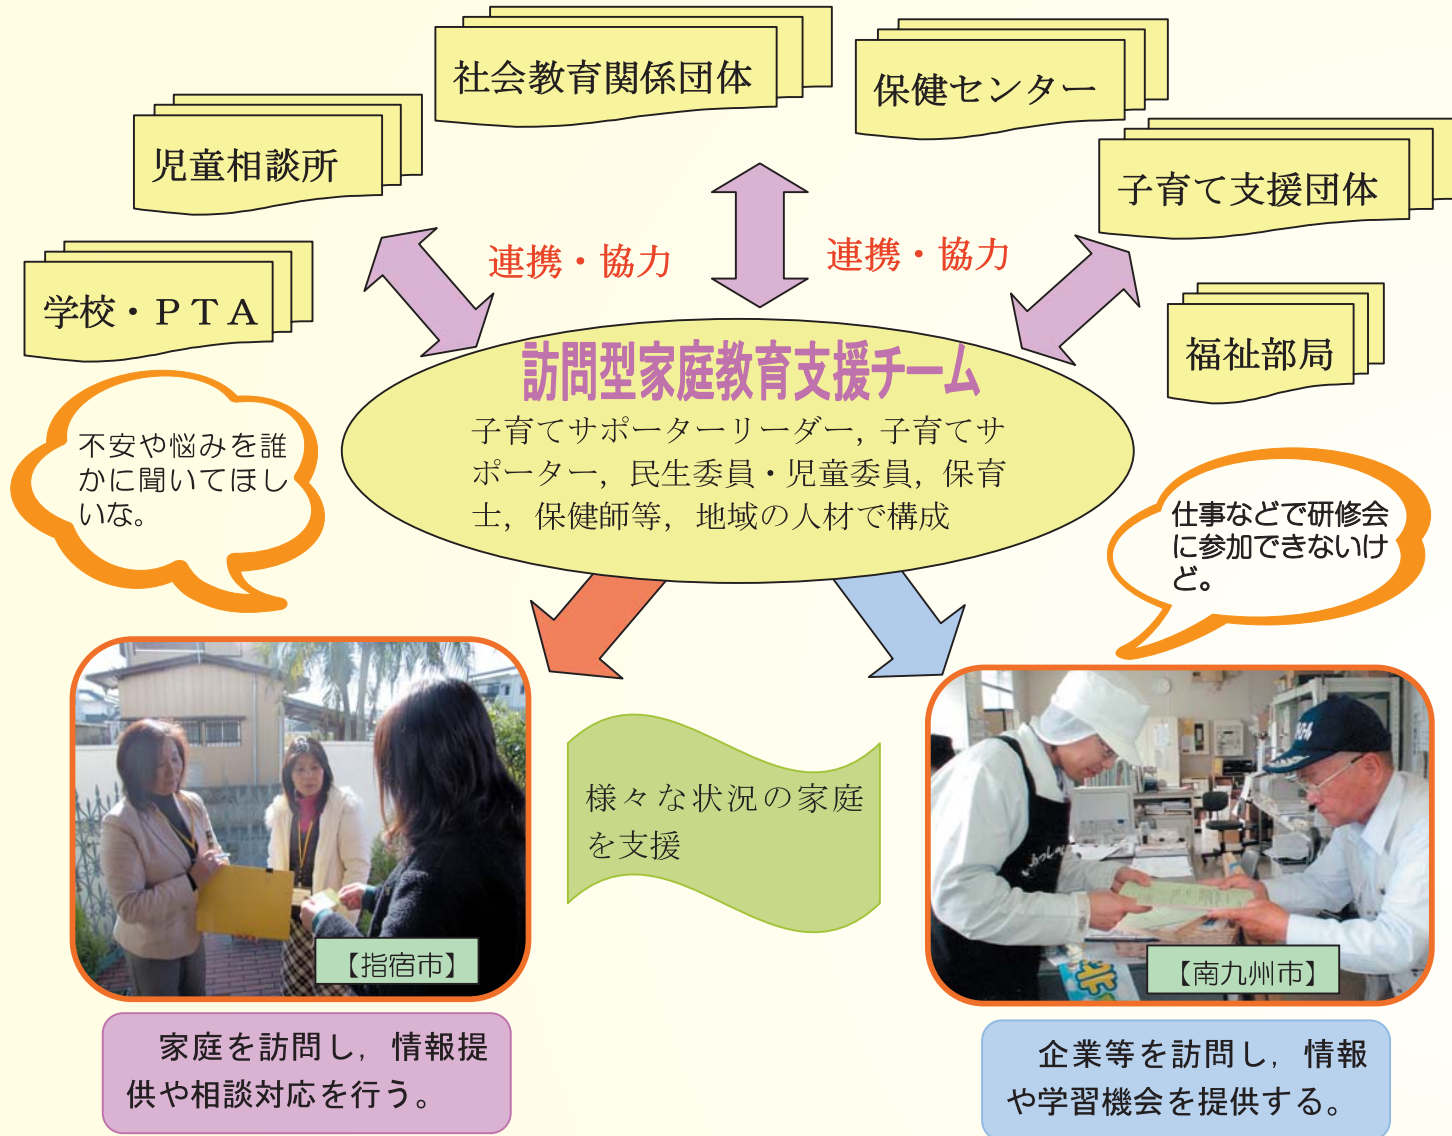 社会教育関係団体
保健センター
児童相談所
子育て支援団体
連携・協力
連携・協力
学校・ＰＴＡ
福祉部局
訪問型家庭教育支援チーム
子育てサポーターリーダー，子育てサ
ポーター，民生委員・児童委員，保育
士，保健師等，地域の人材で構成
不安や悩みを誰
かに聞いてほし
いな。
仕事などで研修会
に参加できないけ
ど。
様々な状況の家庭
を支援
【指宿市】
【南九州市】
家庭を訪問し，情報提
供や相談対応を行う。
企業等を訪問し，情報
や学習機会を提供する。